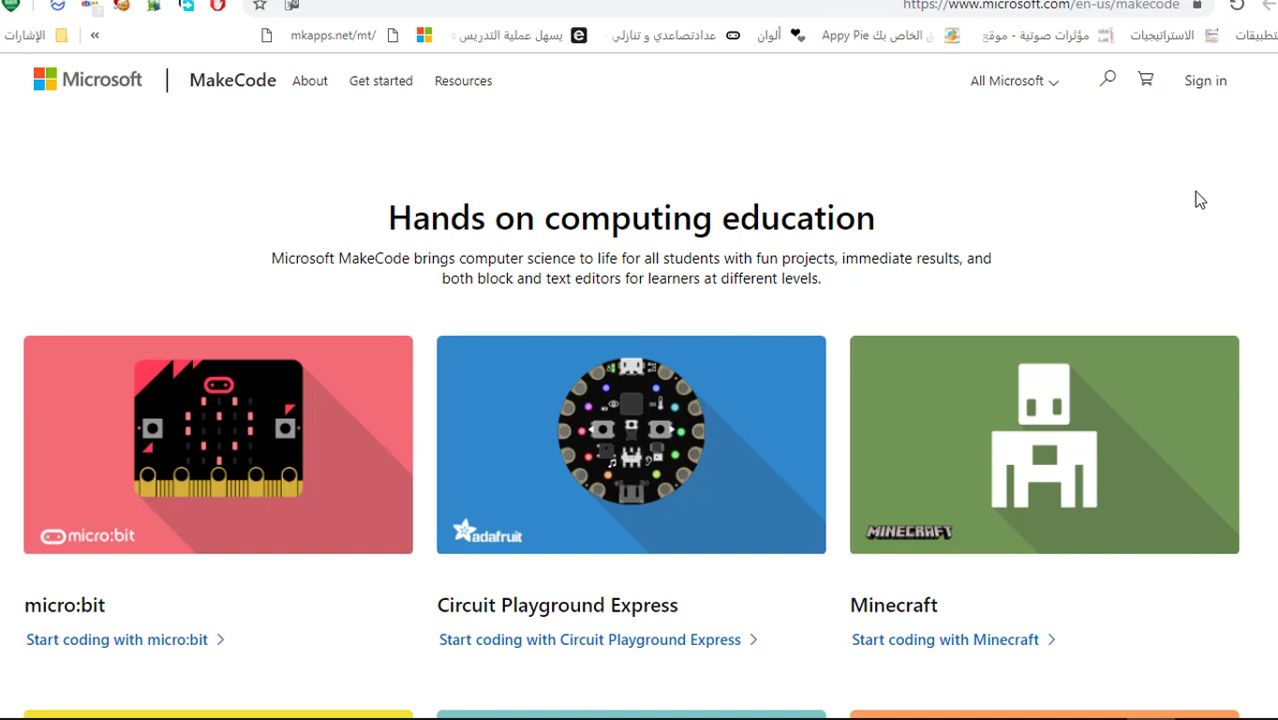 https://www.microsoft.com/en-us/makecode
الإشارات
»
mkapps.net/mt/
يسهل عملية التدريس
عدادتصاعدي و تنازلي
ألوان
الخاص بك Appy Pie
مؤثرات صوتية - موقع
الاستراتيجيات
تطبيقات
Microsoft
MakeCode
About
Get started
Resources
All Microsoft
Sign in
Hands on computing education
Microsoft MakeCode brings computer science to life for all students with fun projects, immediate results, and
both block and text editors for learners at different levels.
micro:bit
adafruit
MINECRAFT
micro:bit
Circuit Playground Express
Minecraft
Start coding with micro:bit
Start coding with Circuit Playground Express
Start coding with Minecraft